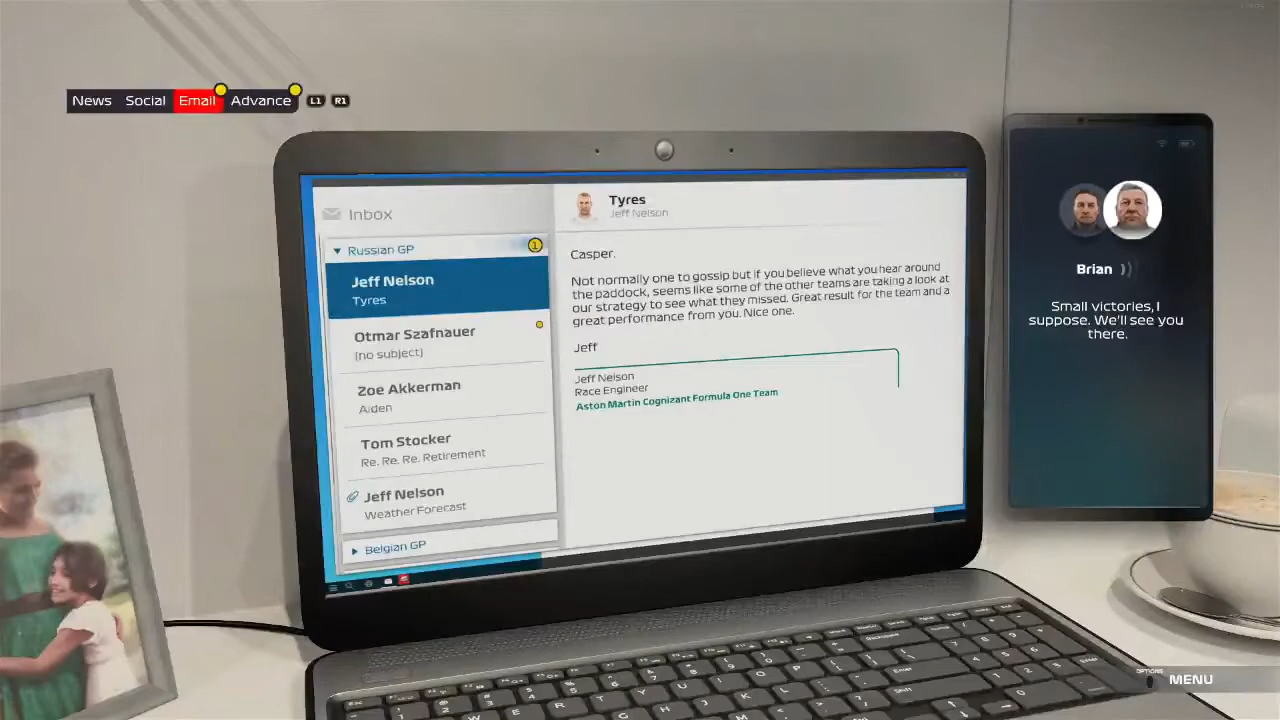 News Social Email Advance L1 R1
Inbox
Russian GP 1
Jeff Nelson
Tyres
Otmar Szafnauer
(no subject)
Zoe Akkerman
Aiden
Tom Stocker
Re. Re. Re. Retirement
Jeff Nelson
Weather Forecast
Belgian GP
Tyres
Jeff Nelson
Casper.
Not normally one to gossip but if you believe what you hear around
the paddock, seems like some of the other teams are taking a look at
our strategy to see what they missed. Great result for the team and a
great performance from you. Nice one.
Jeff
Jeff Nelson
Race Engineer
Aston Martin Cognizant Formula One Team
Brian
Small victories, I
suppose. We'll see you
there.
OPTIONS
MENU